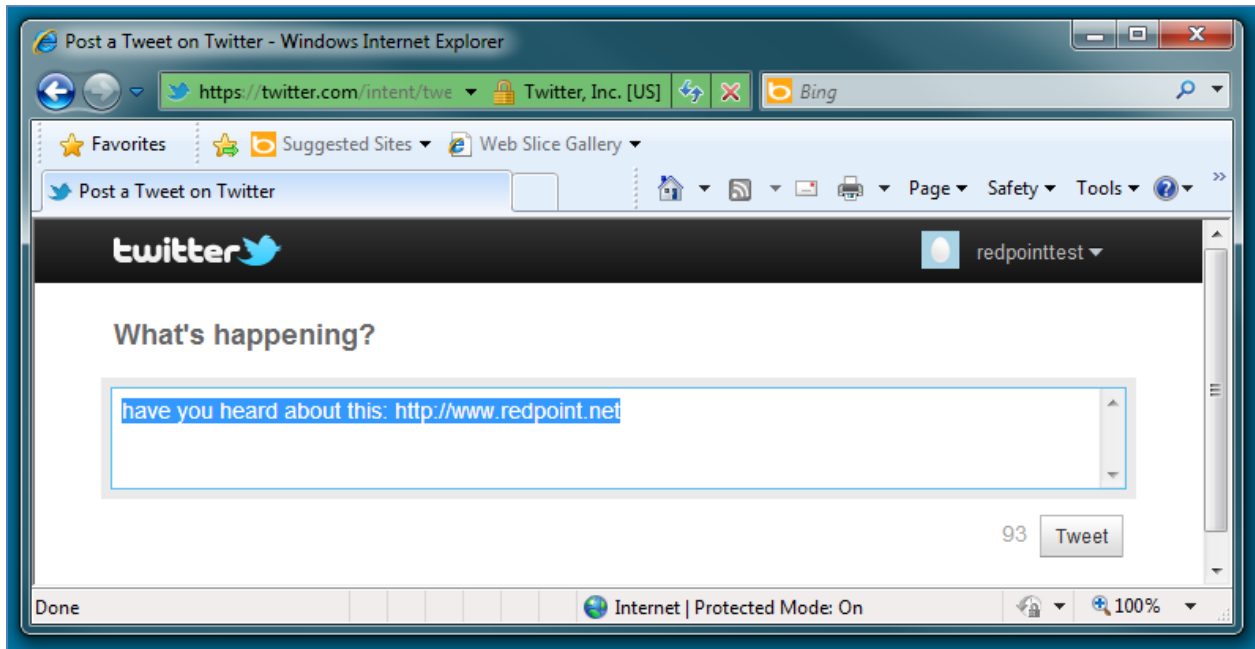 Post a Tweet on Twitter - Windows Internet Explorer
https://twitter.com/intent/twe Twitter, Inc. [US] Bing
Favorites Suggested Sites Web Slice Gallery
Post a Tweet on Twitter Page Safety Tools
twitter redpointtest
What's happening?
have you heard about this: http://www.redpoint.net
93 Tweet
Done Internet | Protected Mode: On 100%